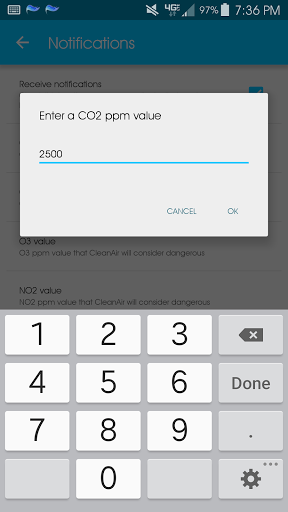 4G
97% 7:36 PM
Notifications
Receive notifications
Enter a CO2 ppm value
2500
CANCEL OK
O3 value
O3 ppm value that CleanAir will consider dangerous
NO2 value
NO2 ppm value that CleanAir will consider dangerous
1 2 3
4 5 6 Done
7 8 9 .
0